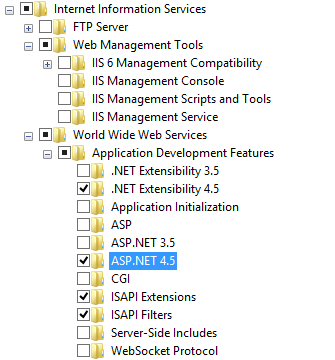 Internet Information Services
FTP Server
Web Management Tools
IIS 6 Management Compatibility
IIS Management Console
IIS Management Scripts and Tools
IIS Management Service
World Wide Web Services
Application Development Features
.NET Extensibility 3.5
.NET Extensibility 4.5
Application Initialization
ASP
ASP.NET 3.5
ASP.NET 4.5
CGI
ISAPI Extensions
ISAPI Filters
Server-Side Includes
WebSocket Protocol